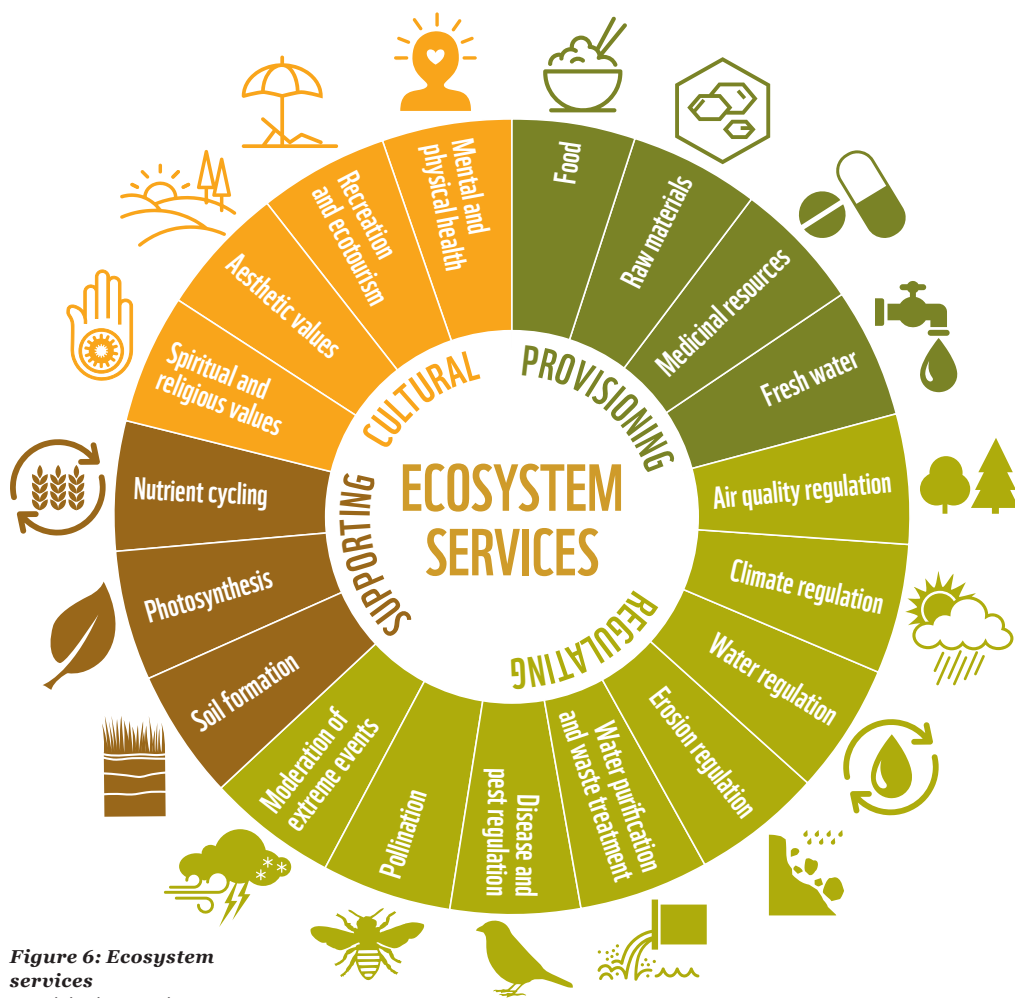 ECOSYSTEM
SERVICES
PROVISIONING
Food
Raw materials
Medicinal resources
Fresh water
REGULATING
Air quality regulation
Climate regulation
Water regulation
Erosion regulation
Water purification
and waste treatment
Disease and
pest regulation
Pollination
Moderation of
extreme events
SUPPORTING
Soil formation
Photosynthesis
Nutrient cycling
CULTURAL
Spiritual and
religious values
Aesthetic values
Recreation
and ecotourism
Mental and
physical health
Figure 6: Ecosystem
services